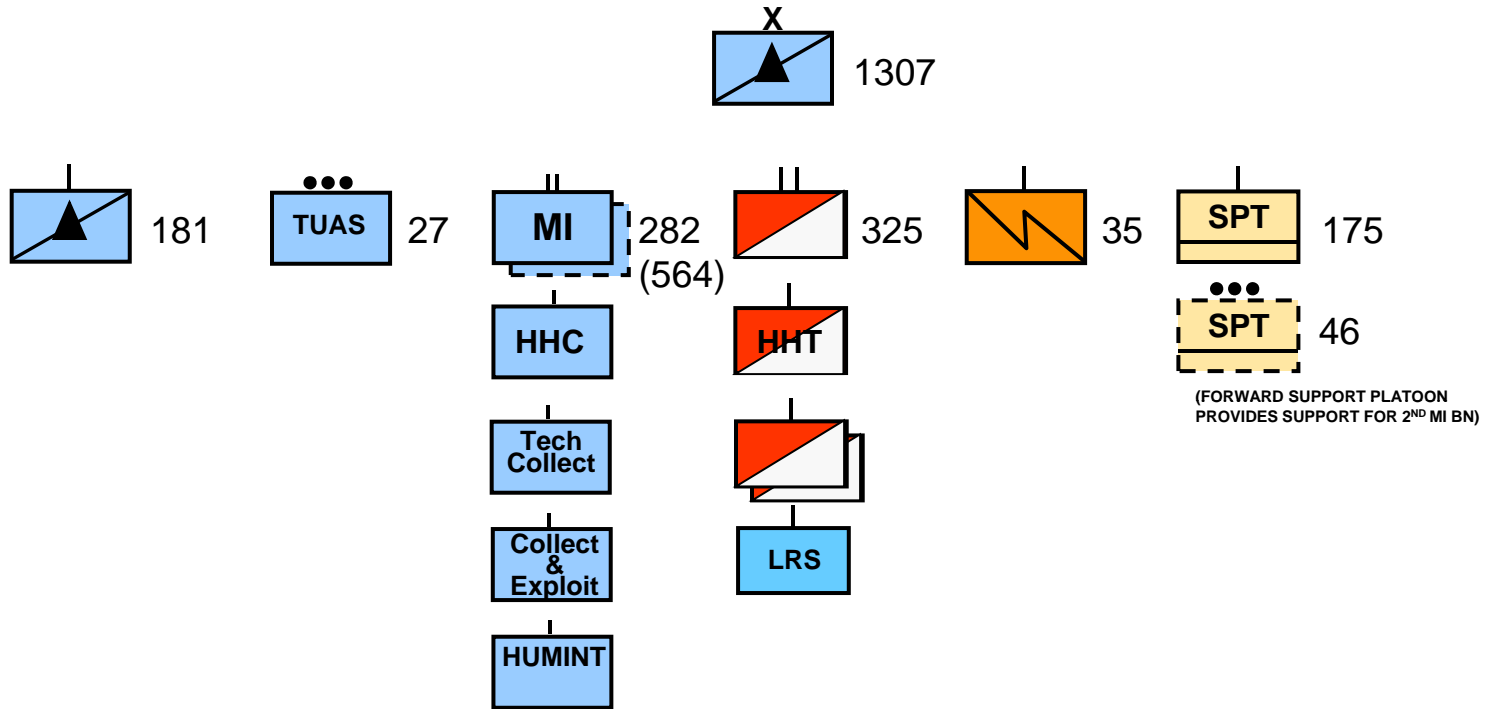 X
1307
181
TUAS
27
MI
282
(564)
325
35
SPT
175
HHC
HHT
SPT
46
(FORWARD SUPPORT PLATOON
PROVIDES SUPPORT FOR 2ND MI BN)
Tech
Collect
Collect
&
Exploit
LRS
HUMINT